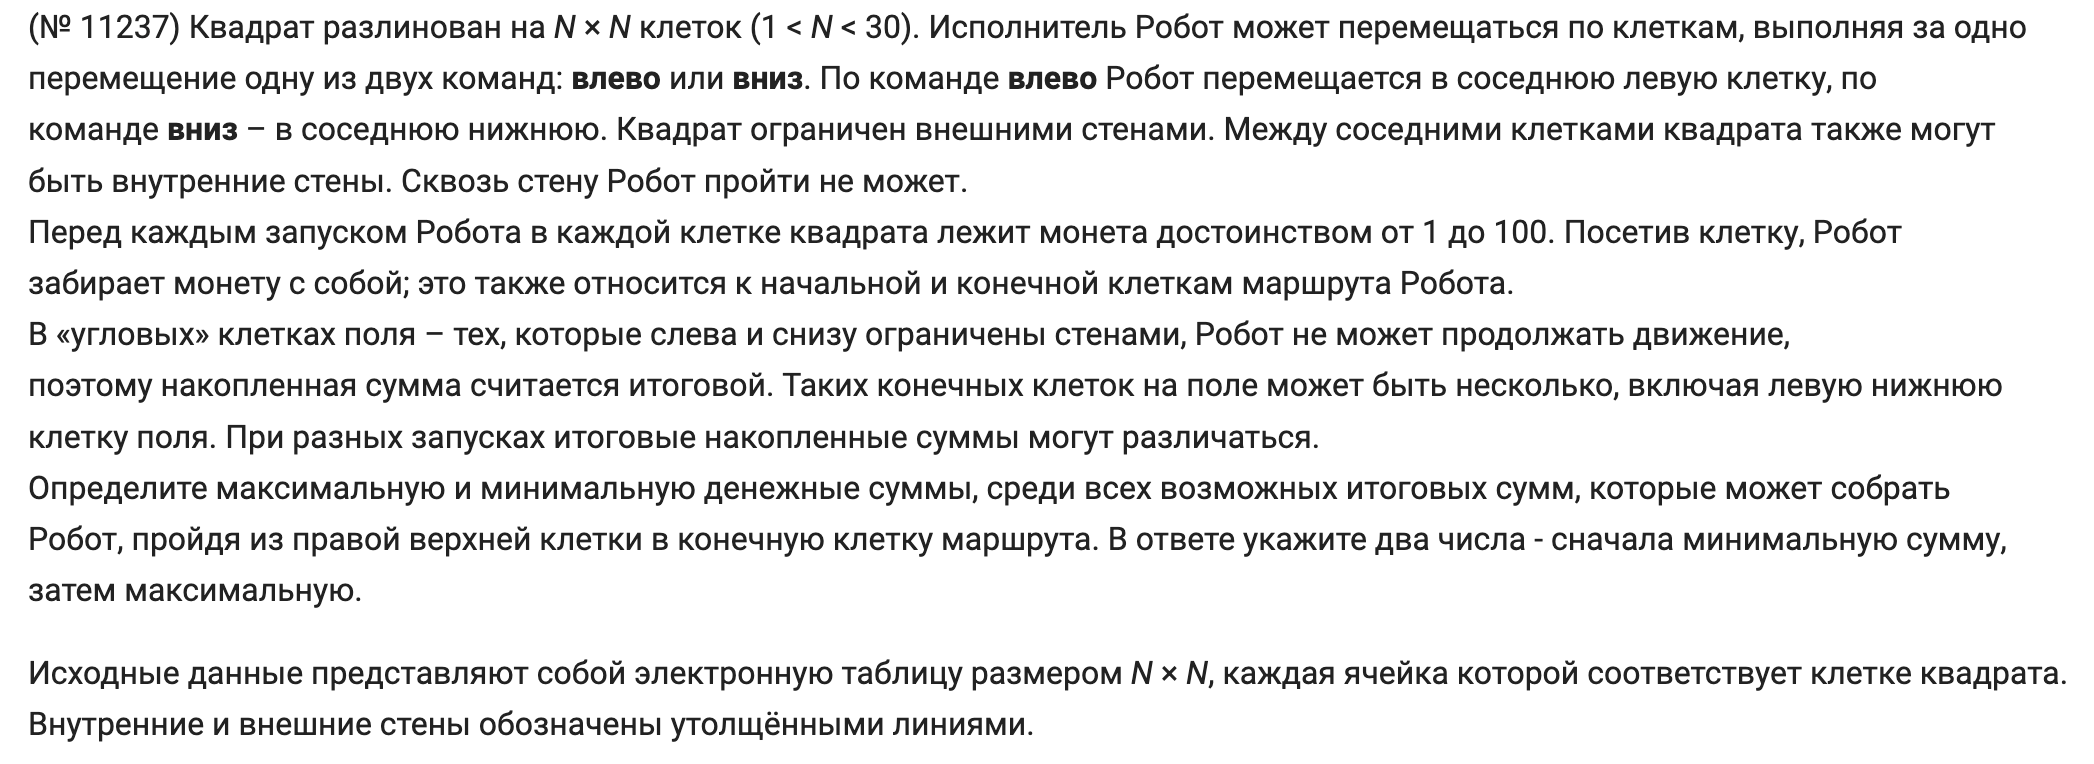 (№ 11237) Квадрат разлинован на N × N клеток (1 < N < 30). Исполнитель Робот может перемещаться по клеткам, выполняя за одно
перемещение одну из двух команд: влево или вниз. По команде влево Робот перемещается в соседнюю левую клетку, по
команде вниз – в соседнюю нижнюю. Квадрат ограничен внешними стенами. Между соседними клетками квадрата также могут
быть внутренние стены. Сквозь стену Робот пройти не может.
Перед каждым запуском Робота в каждой клетке квадрата лежит монета достоинством от 1 до 100. Посетив клетку, Робот
забирает монету с собой; это также относится к начальной и конечной клеткам маршрута Робота.
В «угловых» клетках поля – тех, которые слева и снизу ограничены стенами, Робот не может продолжать движение,
поэтому накопленная сумма считается итоговой. Таких конечных клеток на поле может быть несколько, включая левую нижнюю
клетку поля. При разных запусках итоговые накопленные суммы могут различаться.
Определите максимальную и минимальную денежные суммы, среди всех возможных итоговых сумм, которые может собрать
Робот, пройдя из правой верхней клетки в конечную клетку маршрута. В ответе укажите два числа - сначала минимальную сумму,
затем максимальную.
Исходные данные представляют собой электронную таблицу размером N × N, каждая ячейка которой соответствует клетке квадрата.
Внутренние и внешние стены обозначены утолщёнными линиями.